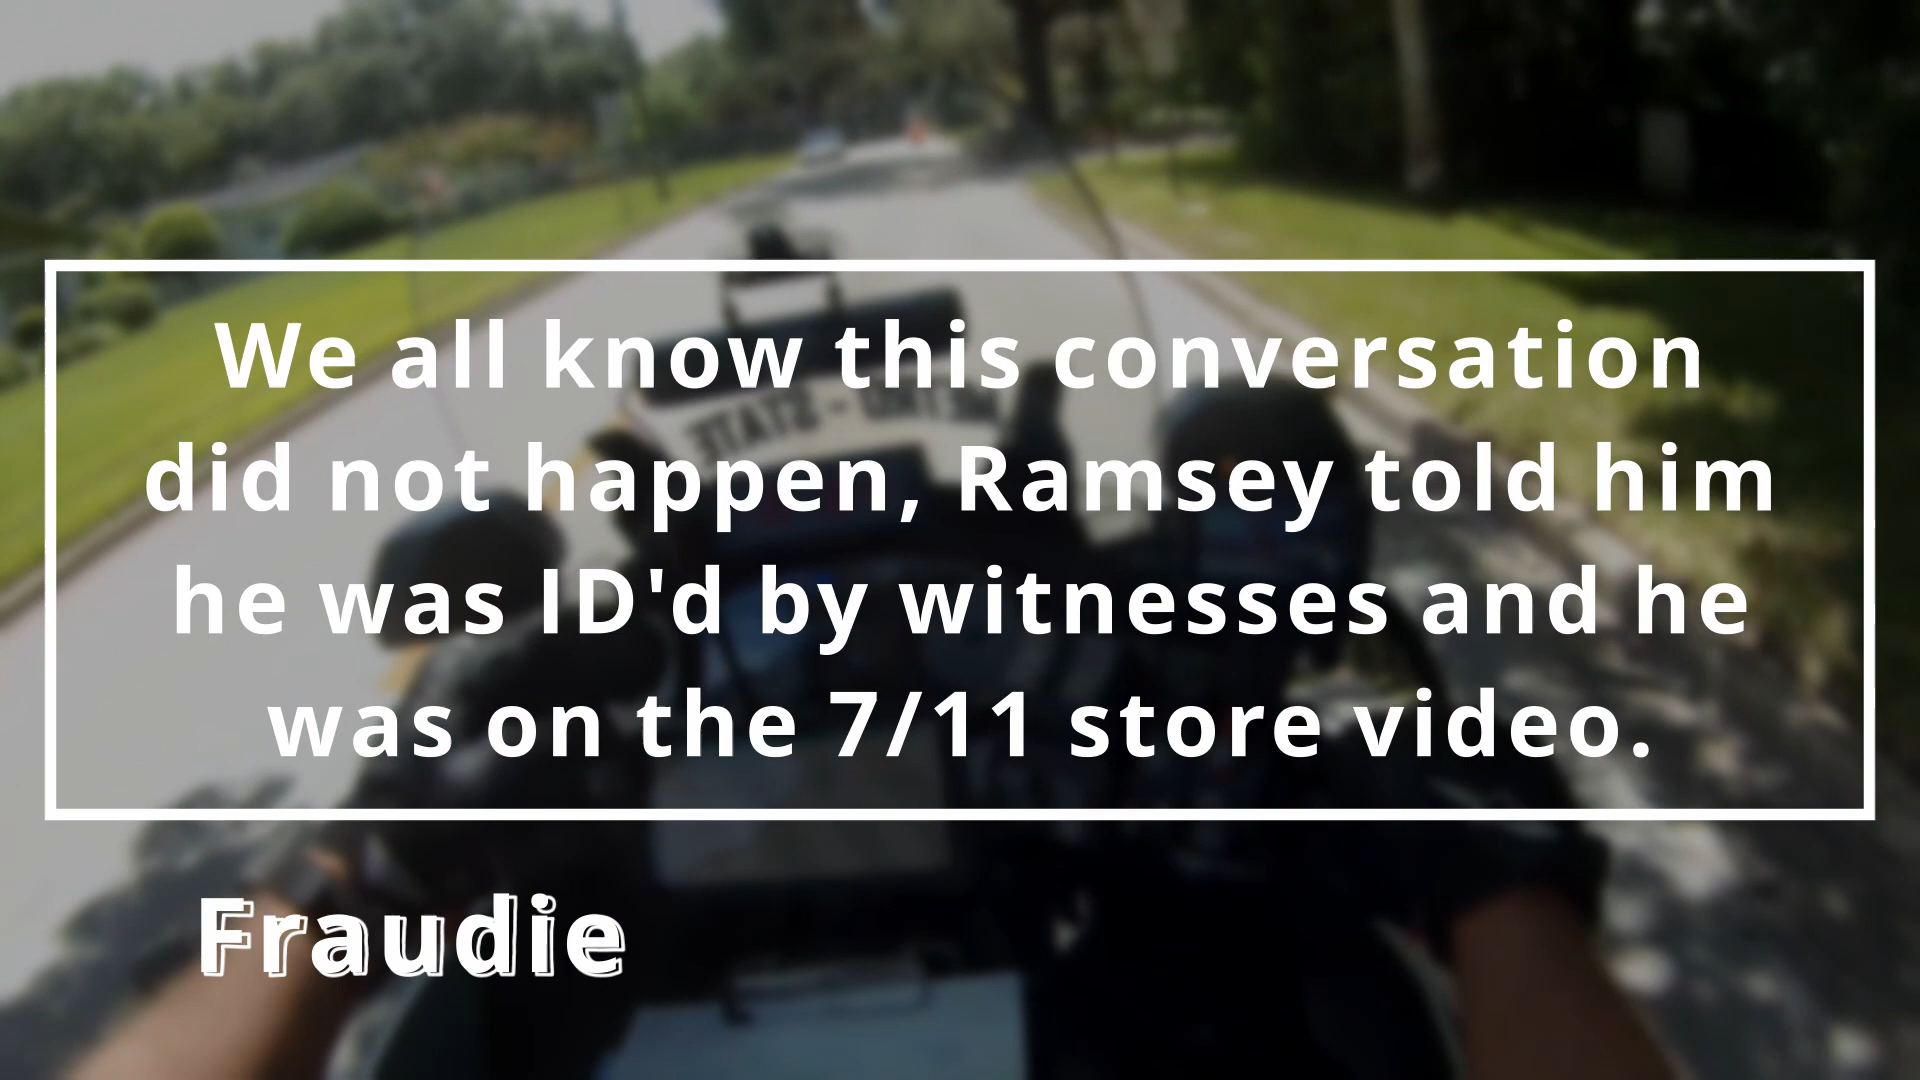 We all know this conversation
did not happen, Ramsey told him
he was ID'd by witnesses and he
was on the 7/11 store video.
Fraudie